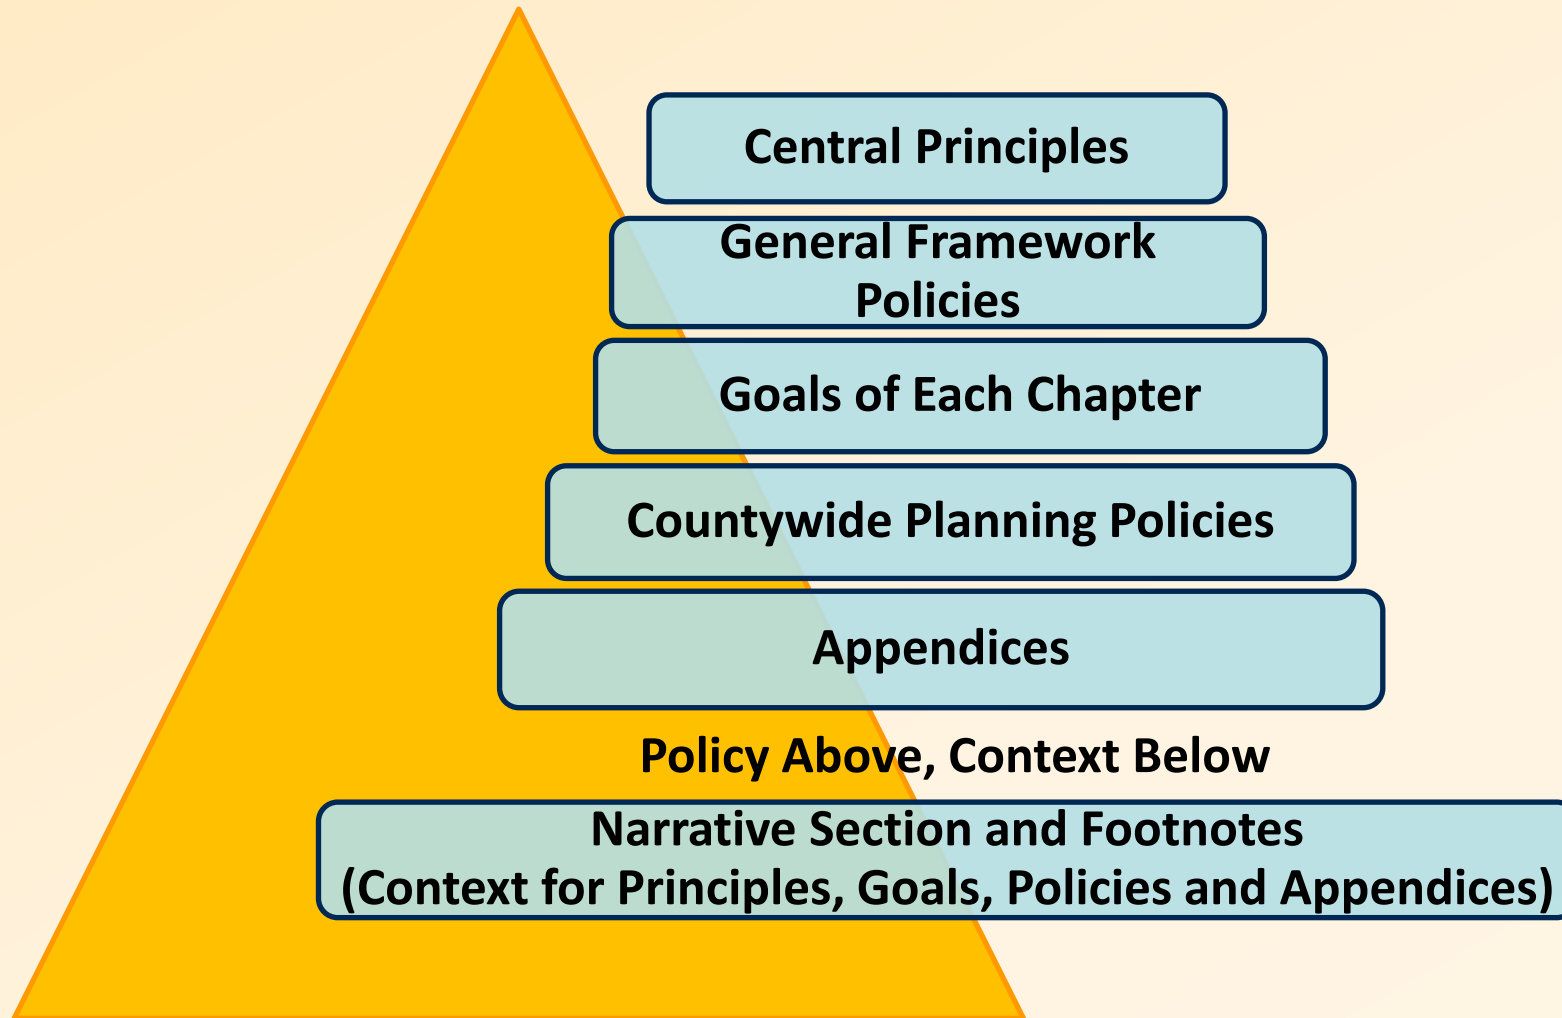 Central Principles
General Framework
Policies
Goals of Each Chapter
Countywide Planning Policies
Appendices
Policy Above, Context Below
Narrative Section and Footnotes
(Context for Principles, Goals, Policies and Appendices)